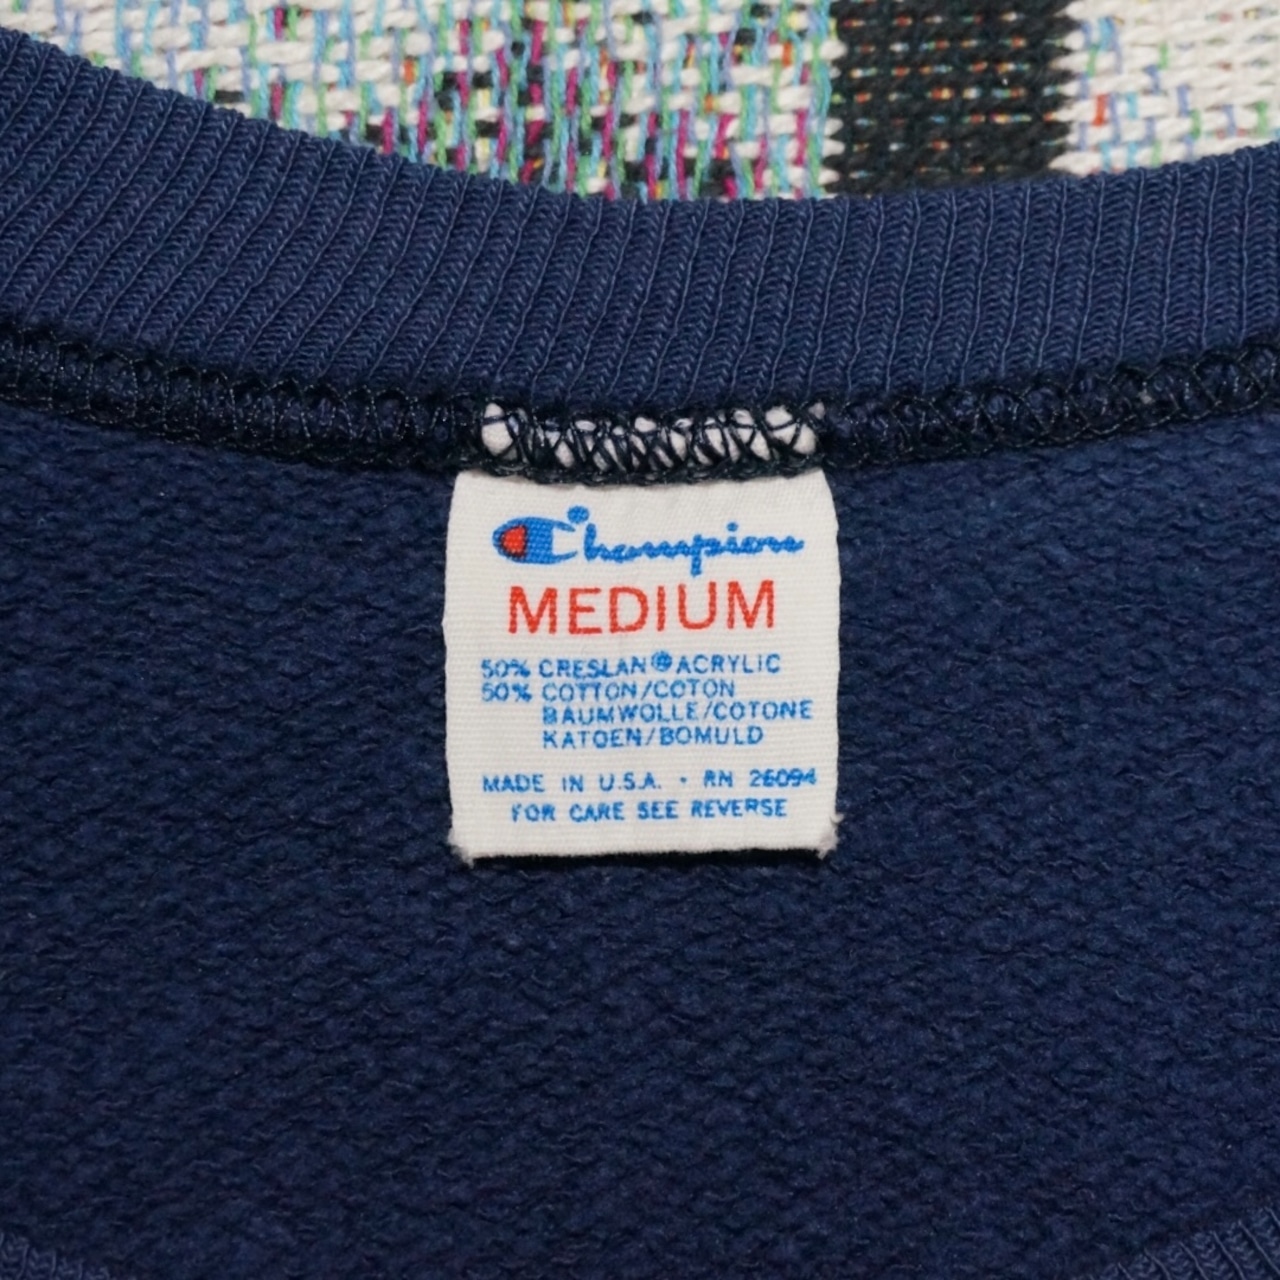 Champion
MEDIUM
50% CRESLAN® ACRYLIC
50% COTTON/COTON
BAUMWOLLE/COTONE
KATOEN/BOMULD
MADE IN U.S.A. · RN 26094
FOR CARE SEE REVERSE